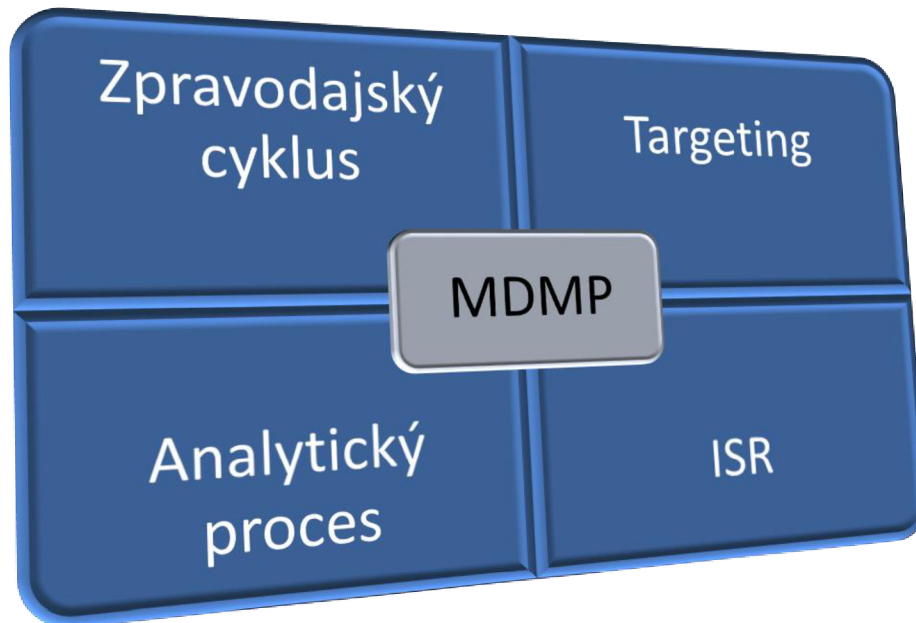 Zpravodajský
cyklus
Targeting
MDMP
Analytický
proces
ISR